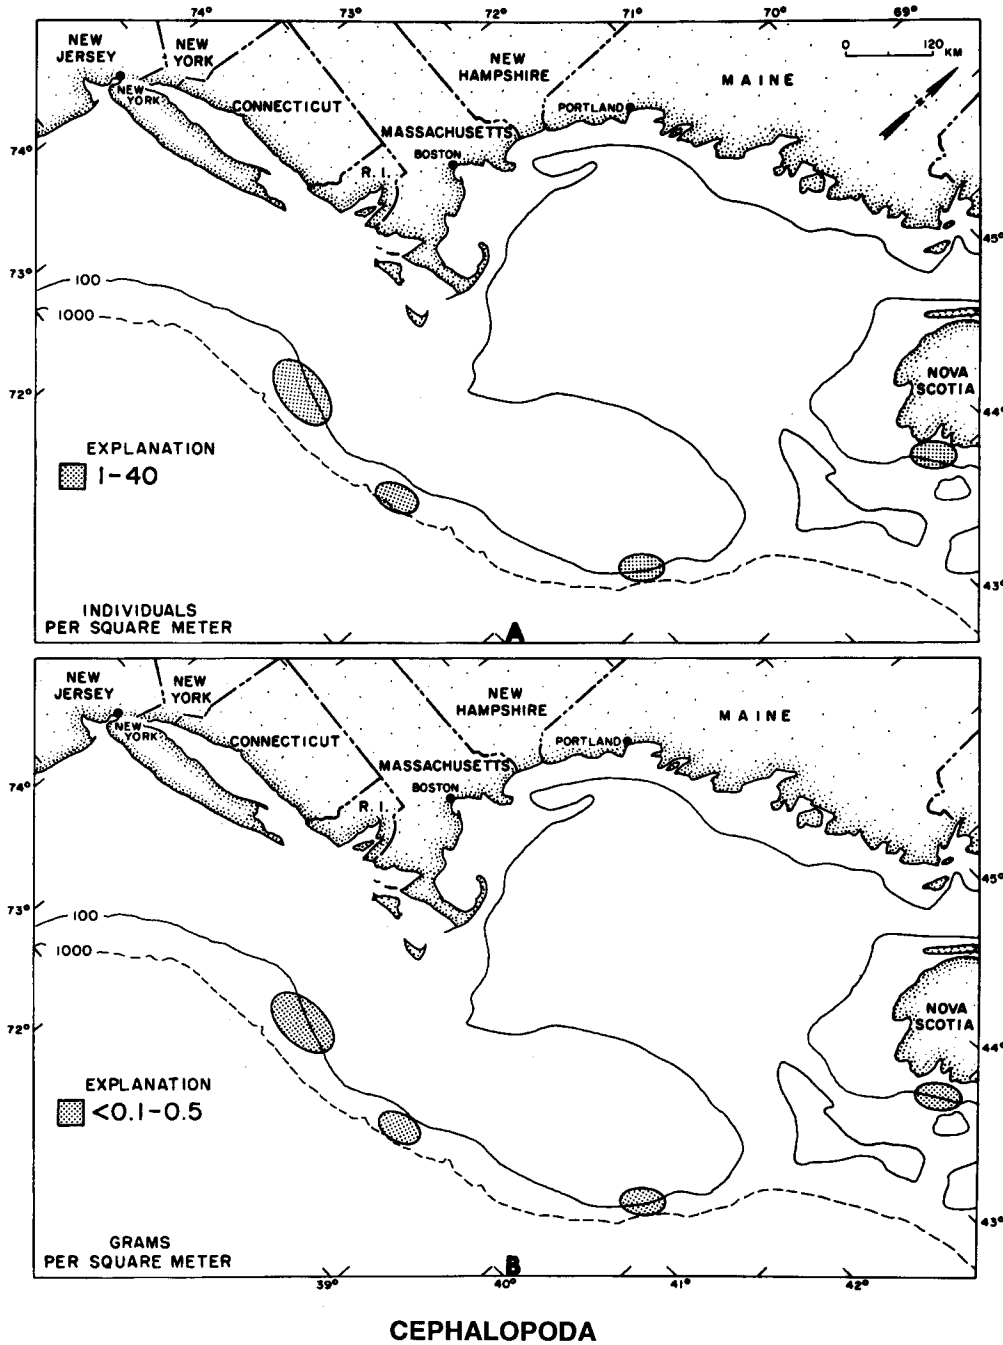 74° 73° 72° 71° 70° 69°
NEW
JERSEY
NEW
YORK
NEW
YORK
CONNECTICUT
NEW
HAMPSHIRE
MASSACHUSETTS
BOSTON
R. I.
PORTLAND
MAINE
0 120 KM
74°
73°
72°
45°
44°
43°
100
1000
NOVA
SCOTIA
EXPLANATION
1–40
INDIVIDUALS
PER SQUARE METER
A
NEW
JERSEY
NEW
YORK
NEW
YORK
CONNECTICUT
NEW
HAMPSHIRE
MASSACHUSETTS
BOSTON
R. I.
PORTLAND
MAINE
74°
73°
72°
45°
44°
43°
100
1000
NOVA
SCOTIA
EXPLANATION
<0.1–0.5
GRAMS
PER SQUARE METER
B
39° 40° 41° 42°
CEPHALOPODA